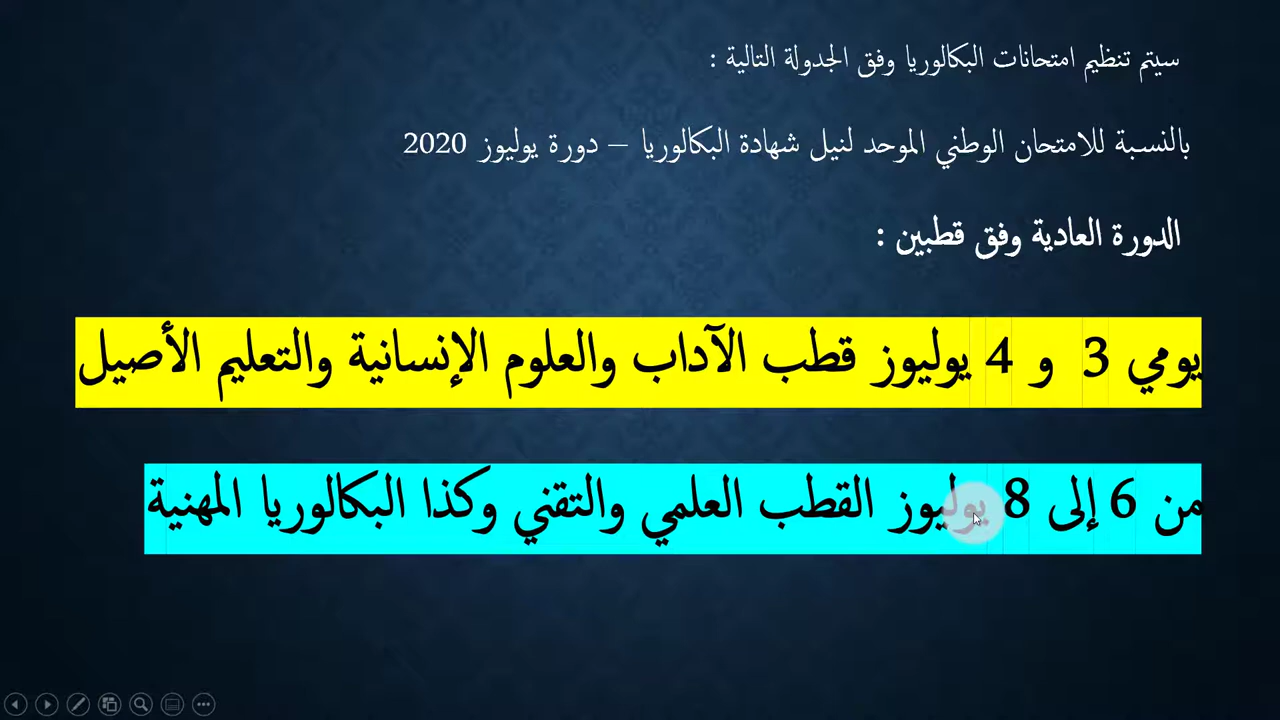 سيتم تنظيم امتحانات البكالوريا وفق الجدولة التالية :
بالنسبة للامتحان الوطني الموحد لنيل شهادة البكالوريا – دورة يوليوز 2020
الدورة العادية وفق قطبين :
يومي 3 و 4 يوليوز قطب الآداب والعلوم الإنسانية والتعليم الأصيل
من 6 إلى 8 يوليوز القطب العلمي والتقني وكذا البكالوريا المهنية